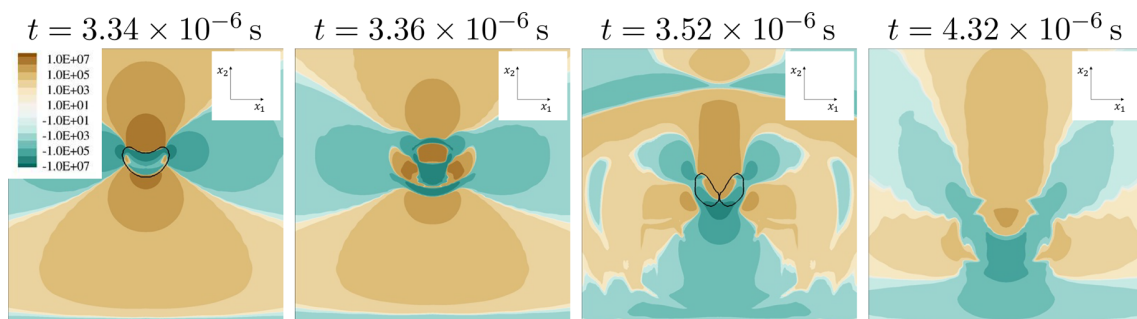 t = 3.34 × 10⁻⁶ s
t = 3.36 × 10⁻⁶ s
t = 3.52 × 10⁻⁶ s
t = 4.32 × 10⁻⁶ s
1.0E+07
1.0E+05
1.0E+03
1.0E+01
-1.0E+01
-1.0E+03
-1.0E+05
-1.0E+07
x₂
x₁
x₂
x₁
x₂
x₁
x₂
x₁